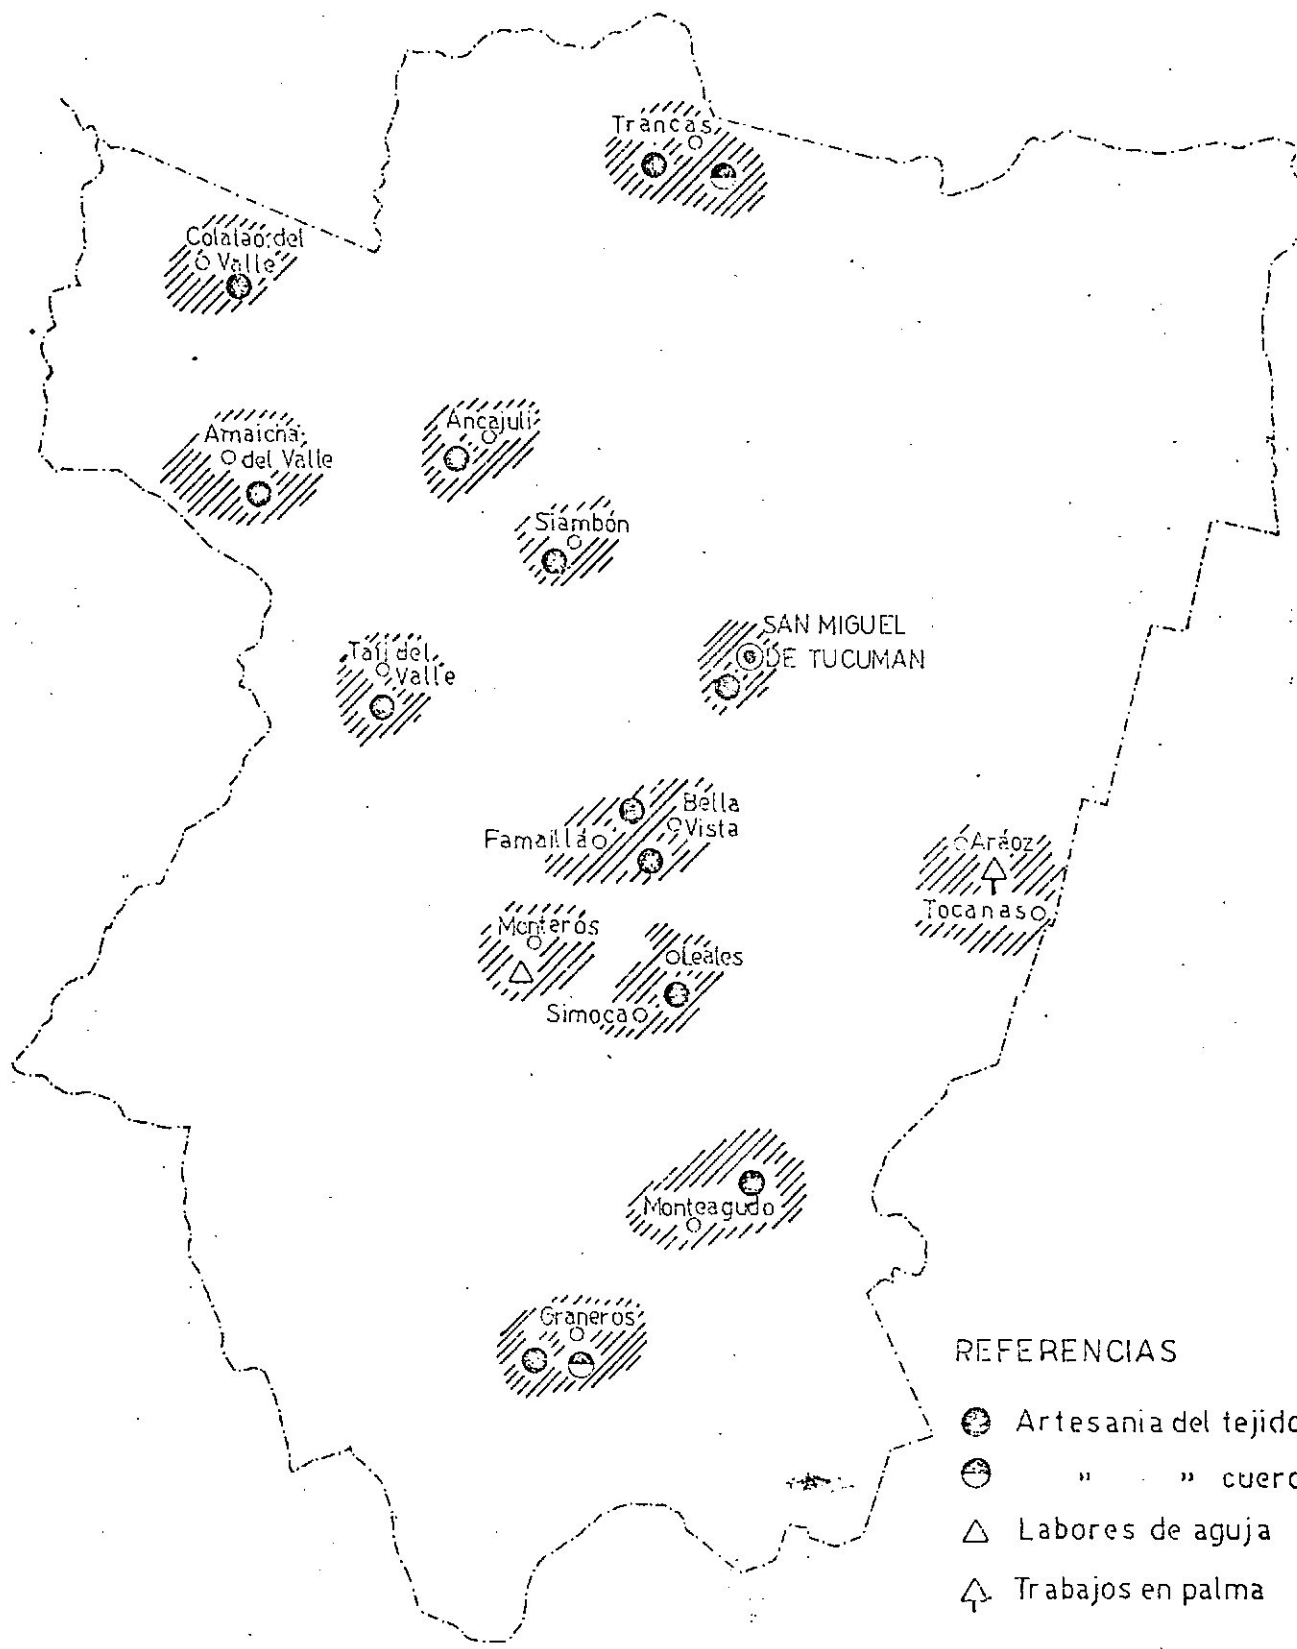 Trancas
Colalao del
Valle
Ancajuli
Amaicha
del Valle
Siambón
SAN MIGUEL
DE TUCUMAN
Tafi del
Valle
Bella
Vista
Famaillá
Aráoz
Tocanas
Monteros
Leales
Simoca
Monteagudo
Graneros
REFERENCIAS
Artesania del tejido
" " cuero
Labores de aguja
Trabajos en palma